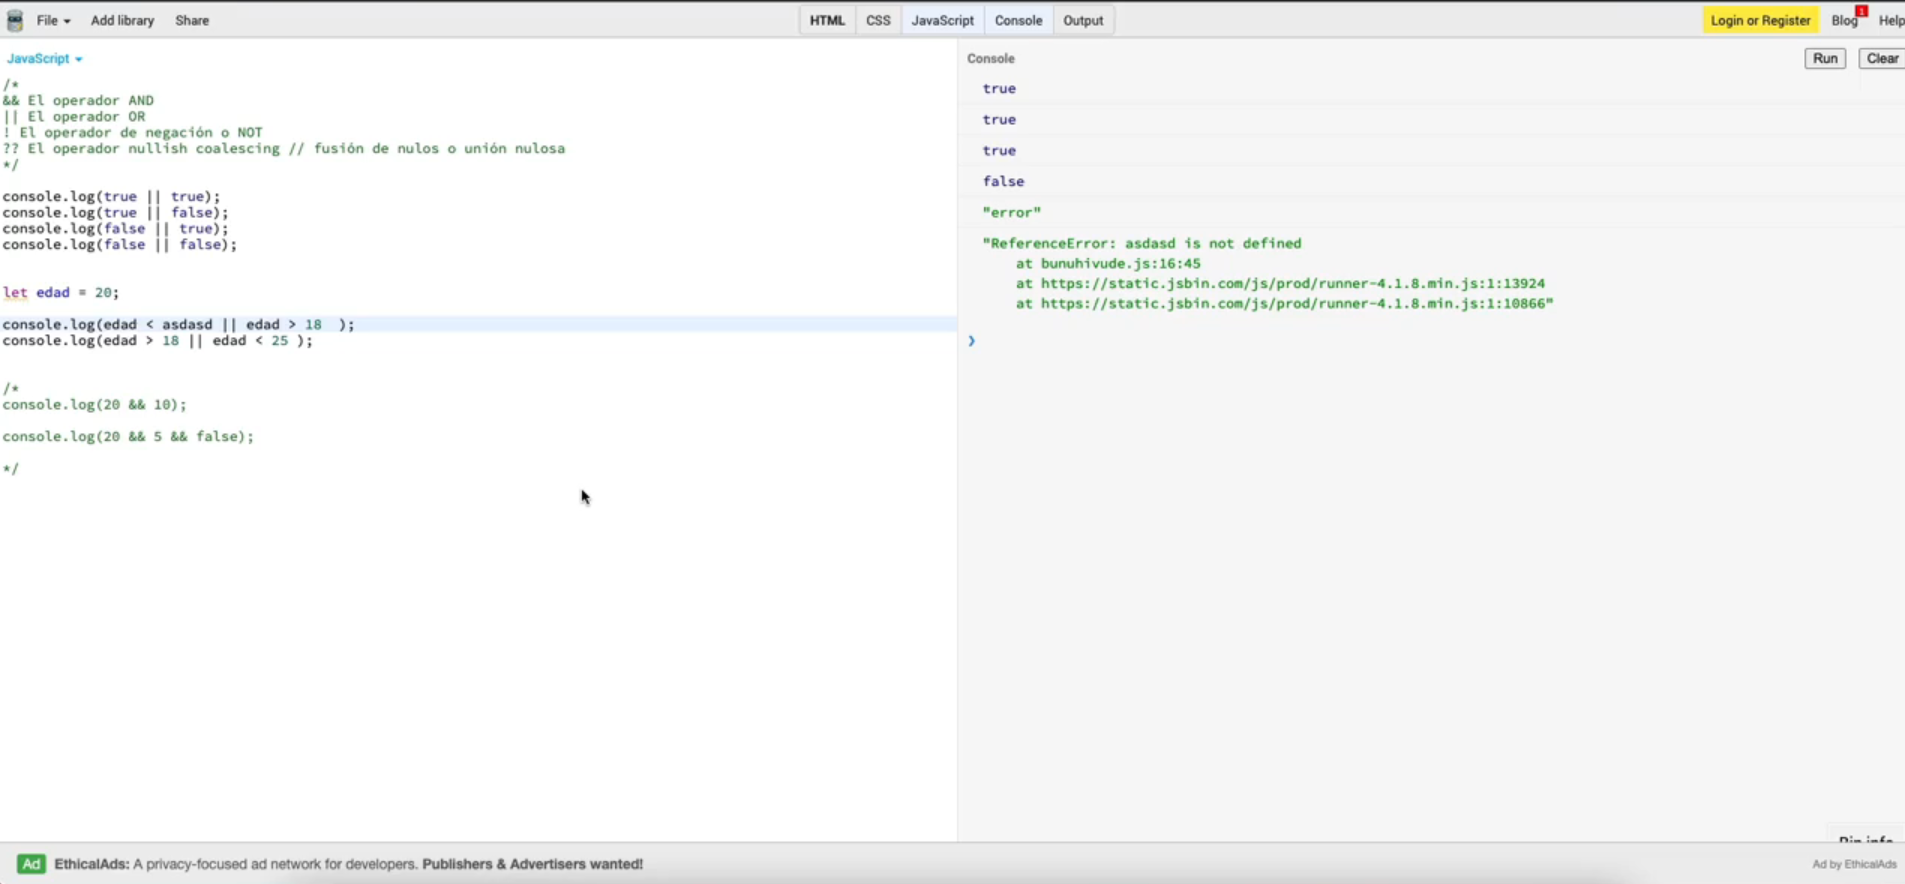 File Add library Share HTML CSS JavaScript Console Output Login or Register Blog 1 Help
JavaScript
/*
&& El operador AND
|| El operador OR
! El operador de negación o NOT
?? El operador nullish coalescing // fusión de nulos o unión nulosa
*/
console.log(true || true);
console.log(true || false);
console.log(false || true);
console.log(false || false);
let edad = 20;
console.log(edad < asdasd || edad > 18  );
console.log(edad > 18 || edad < 25 );
/*
console.log(20 && 10);
console.log(20 && 5 && false);
*/
Console Run Clear
true
true
true
false
"error"
"ReferenceError: asdasd is not defined
at bunuhivude.js:16:45
at https://static.jsbin.com/js/prod/runner-4.1.8.min.js:1:13924
at https://static.jsbin.com/js/prod/runner-4.1.8.min.js:1:10866"
Bin info
Ad EthicalAds: A privacy-focused ad network for developers. Publishers & Advertisers wanted! Ad by EthicalAds